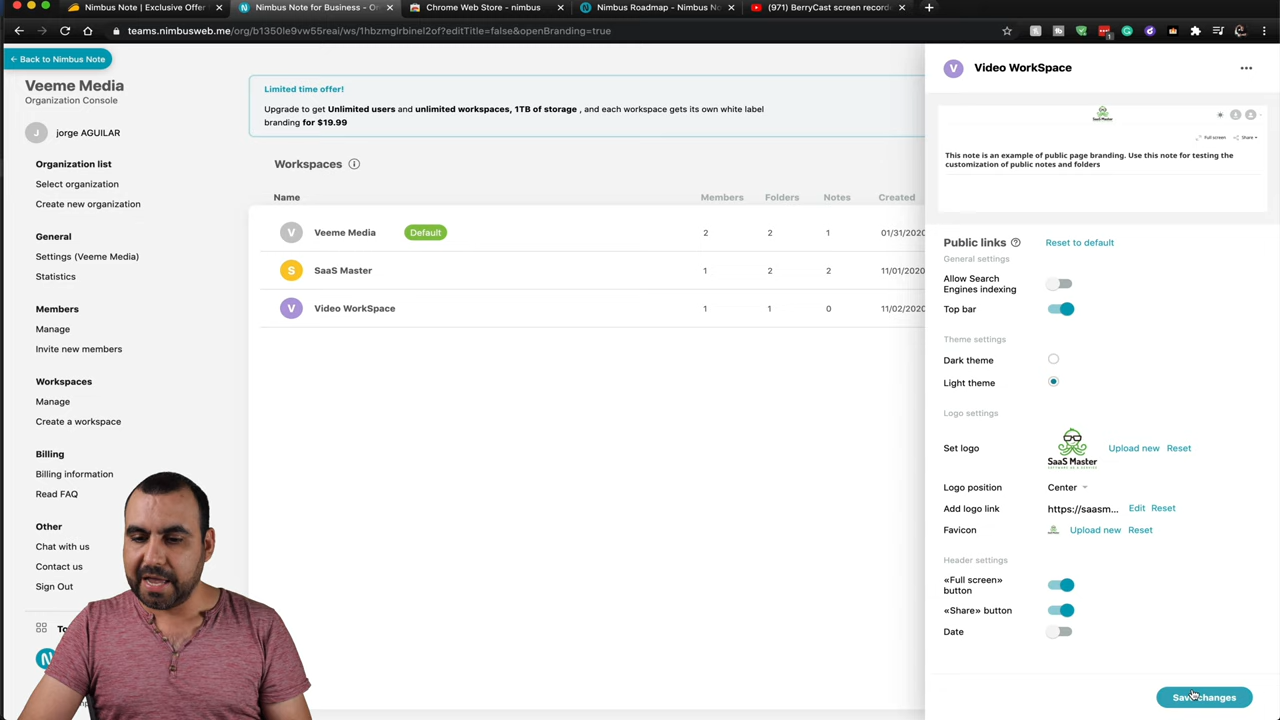 Nimbus Note | Exclusive Offer
Nimbus Note for Business - Or
Chrome Web Store - nimbus
Nimbus Roadmap - Nimbus No
(971) BerryCast screen record
teams.nimbusweb.me/org/b1350le9vw55real/ws/1hbzmglrbinel2of?editTitle=false&openBranding=true
← Back to Nimbus Note
Veeme Media
Organization Console
J jorge AGUILAR
Organization list
Select organization
Create new organization
General
Settings (Veeme Media)
Statistics
Members
Manage
Invite new members
Workspaces
Manage
Create a workspace
Billing
Billing information
Read FAQ
Other
Chat with us
Contact us
Sign Out
Limited time offer!
Upgrade to get Unlimited users and unlimited workspaces, 1TB of storage , and each workspace gets its own white label
branding for $19.99
Workspaces
Name Members Folders Notes Created
V Veeme Media Default 2 2 1 01/31/2020
S SaaS Master 1 2 2 11/01/2020
V Video WorkSpace 1 1 0 11/02/2020
V Video WorkSpace
SaaS Master
Full screen Share
This note is an example of public page branding. Use this note for testing the
customization of public notes and folders
Public links Reset to default
General settings
Allow Search
Engines indexing
Top bar
Theme settings
Dark theme
Light theme
Logo settings
Set logo SaaS Master Upload new Reset
SOFTWARE AS A SERVICE
Logo position Center
Add logo link https://saasm... Edit Reset
Favicon Upload new Reset
Header settings
«Full screen»
button
«Share» button
Date
Save changes